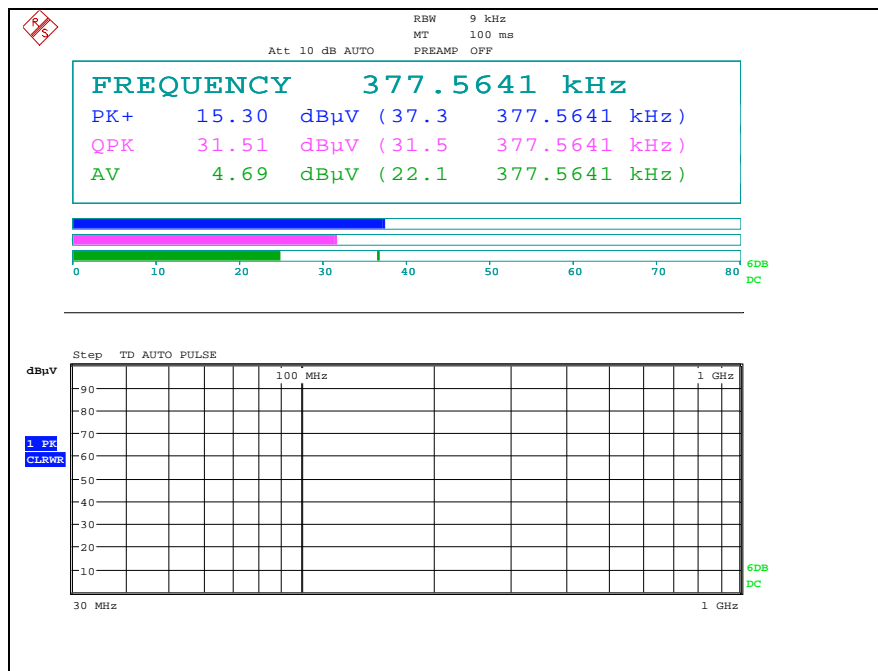 R S
RBW 9 kHz
MT 100 ms
Att 10 dB AUTO PREAMP OFF
FREQUENCY 377.5641 kHz
PK+ 15.30 dBµV (37.3 377.5641 kHz)
QPK 31.51 dBµV (31.5 377.5641 kHz)
AV 4.69 dBµV (22.1 377.5641 kHz)
0 10 20 30 40 50 60 70 80
6DB
DC
Step TD AUTO PULSE
dBµV
100 MHz 1 GHz
90
80
70
1 PK
CLRWR
60
50
40
30
20
10
6DB
DC
30 MHz 1 GHz